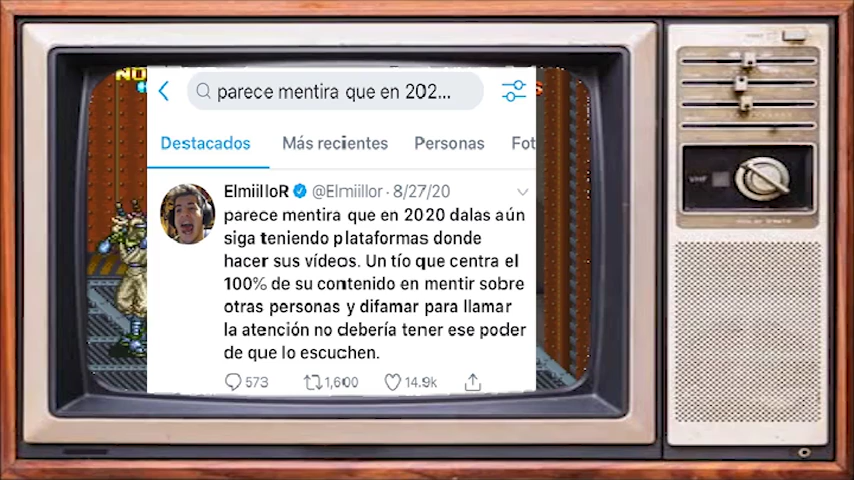 NO
parece mentira que en 202...
Destacados Más recientes Personas Fot
ElmiilloR @Elmiillor · 8/27/20
parece mentira que en 2020 dalas aún
siga teniendo plataformas donde
hacer sus vídeos. Un tío que centra el
100% de su contenido en mentir sobre
otras personas y difamar para llamar
la atención no debería tener ese poder
de que lo escuchen.
573 1,600 14.9k
VHF